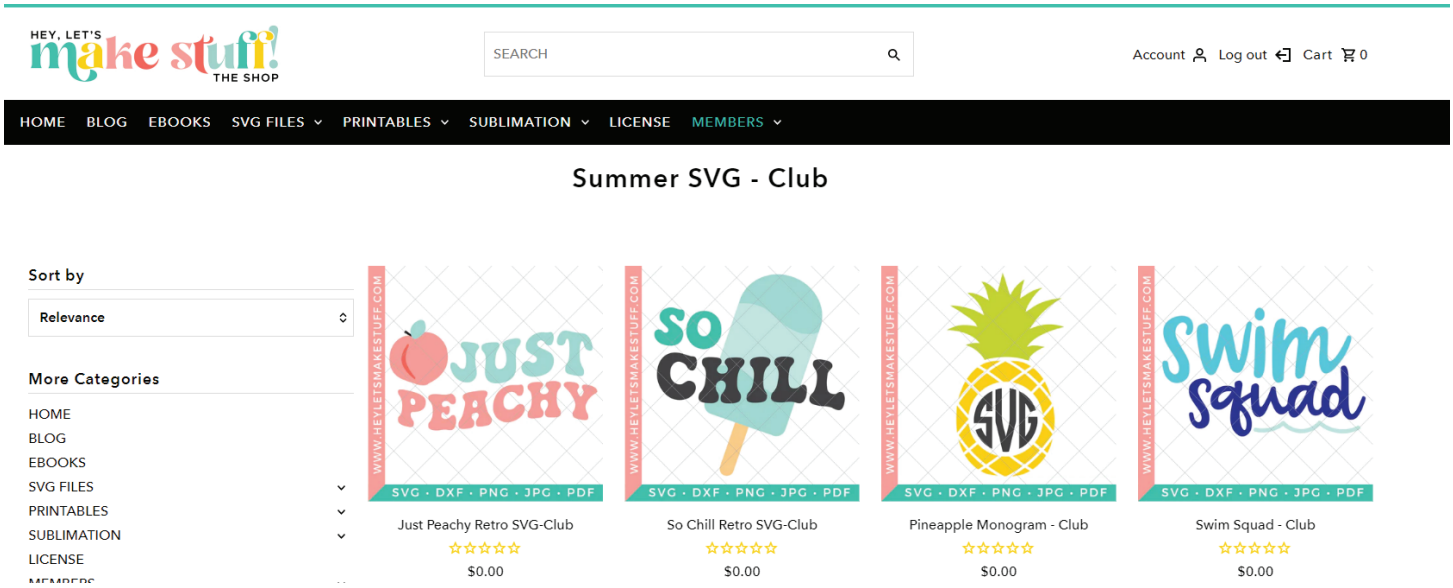 HEY, LET'S
make stuff!
THE SHOP
SEARCH
Account Log out Cart 0
HOME BLOG EBOOKS SVG FILES PRINTABLES SUBLIMATION LICENSE MEMBERS
Summer SVG - Club
Sort by
Relevance
More Categories
HOME
BLOG
EBOOKS
SVG FILES
PRINTABLES
SUBLIMATION
LICENSE
MEMBERS
WWW.HEYLETSMAKESTUFF.COM
JUST
PEACHY
SVG · DXF · PNG · JPG · PDF
Just Peachy Retro SVG-Club
$0.00
WWW.HEYLETSMAKESTUFF.COM
SO
CHILL
SVG · DXF · PNG · JPG · PDF
So Chill Retro SVG-Club
$0.00
WWW.HEYLETSMAKESTUFF.COM
SVG
SVG · DXF · PNG · JPG · PDF
Pineapple Monogram - Club
$0.00
WWW.HEYLETSMAKESTUFF.COM
swim
squad
SVG · DXF · PNG · JPG · PDF
Swim Squad - Club
$0.00